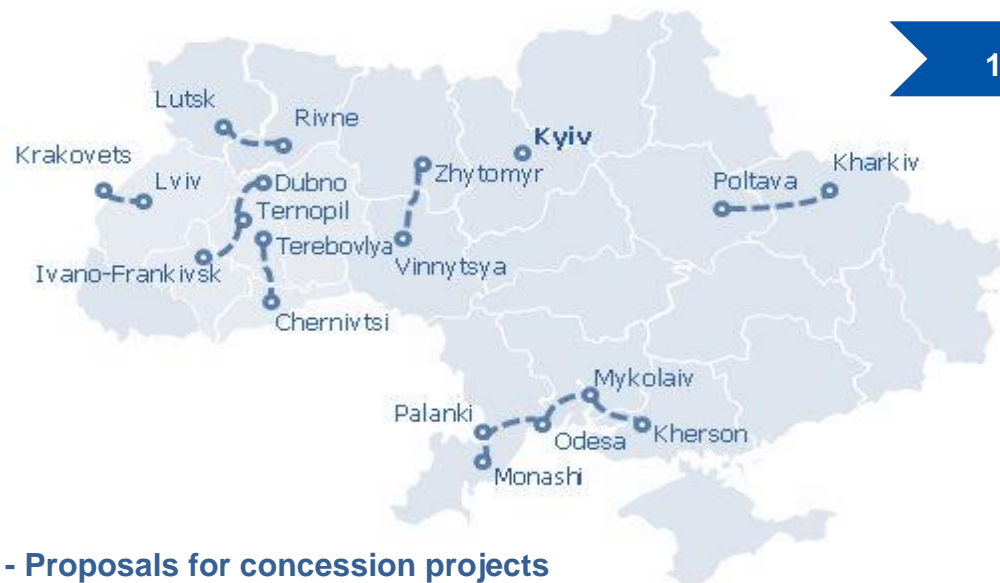 1
Lutsk
Rivne
Kyiv
Krakovets
Lviv
Dubno
Zhytomyr
Kharkiv
Poltava
Ternopil
Terebovlya
Ivano-Frankivsk
Vinnytsya
Chernivtsi
Mykolaiv
Palanki
Odesa
Kherson
Monashi
- Proposals for concession projects